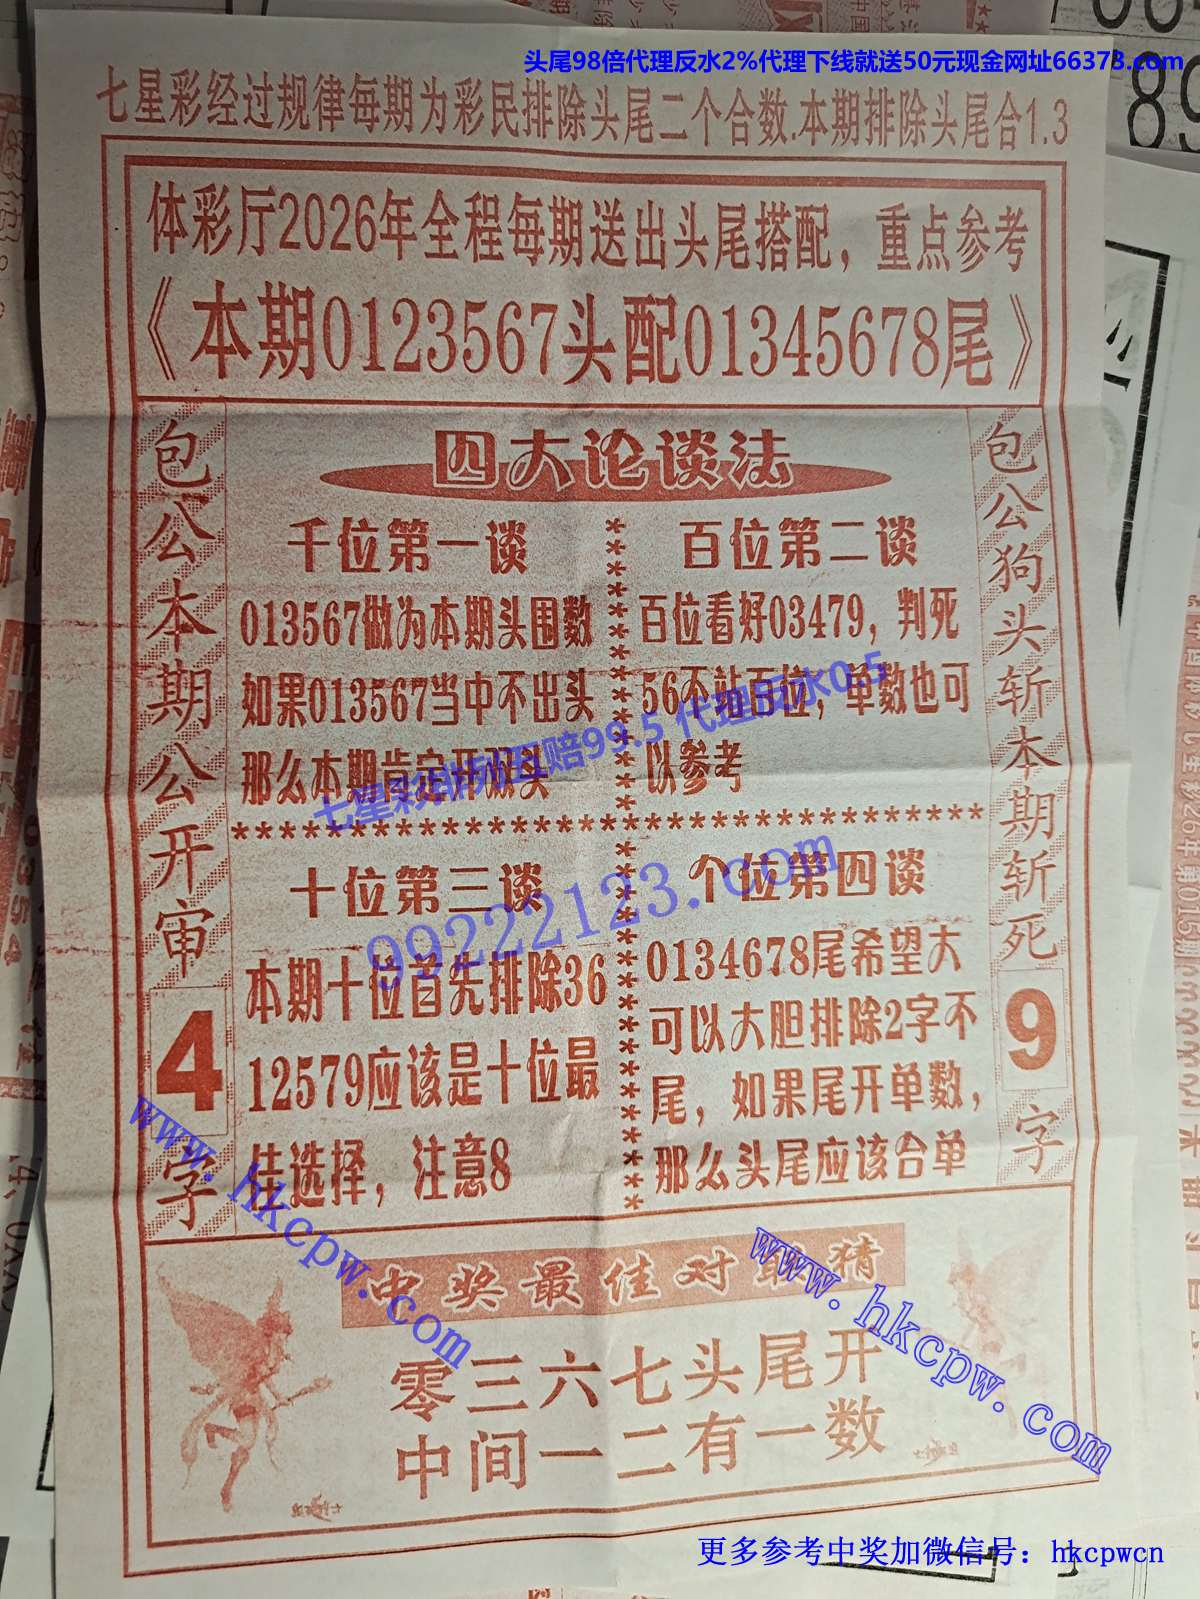 头尾98倍代理反水2%代理下线就送50元现金网址66373.com
七星彩经过规律每期为彩民排除头尾二个合数.本期排除头尾合1.3
体彩厅2026年全程每期送出头尾搭配，重点参考
《本期0123567头配01345678尾》
包公本期公开审4字
四大论谈法
千位第一谈
013567做为本期头围数
如果013567当中不出头
那么本期肯定开双头
百位第二谈
百位看好03479，判死
56不站百位，单数也可
以参考
七星彩排列五赔99.5 代理反水0.5
**********************************
十位第三谈
本期十位首先排除36
12579应该是十位最
佳选择，注意8
个位第四谈
0134678尾希望大
可以大胆排除2字不
尾，如果尾开单数，
那么头尾应该合单
99222123.com
包公狗头斩本期斩死9字
中奖最佳对联猜
零三六七头尾开
中间一二有一数
www.hkcpw.com
www.hkcpw.com
更多参考中奖加微信号：hkcpwcn